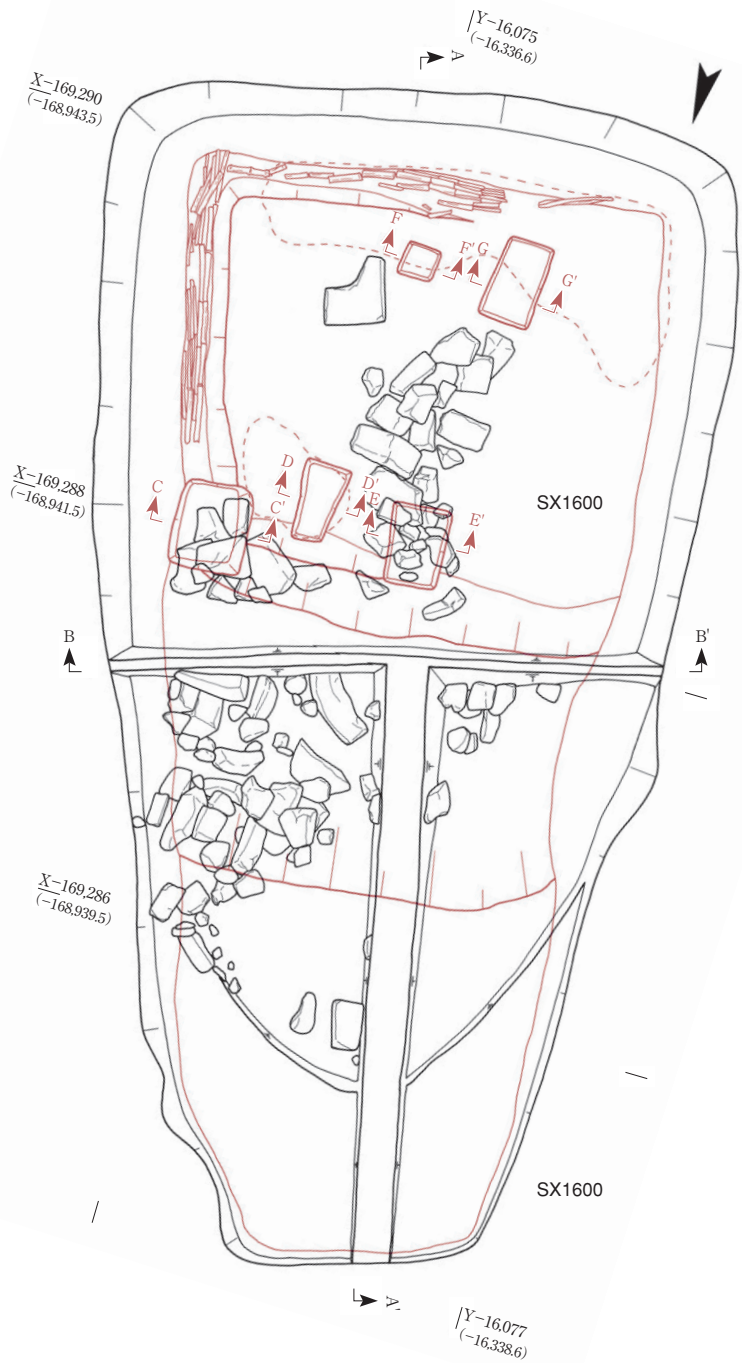 Y−16,075
(−16,336.6)
A
X−169,290
(−168,943.5)
F
F'
G
G'
X−169,288
(−168,941.5)
SX1600
C
C'
D
D'
E
E'
B
B'
X−169,286
(−168,939.5)
SX1600
A'
Y−16,077
(−16,338.6)